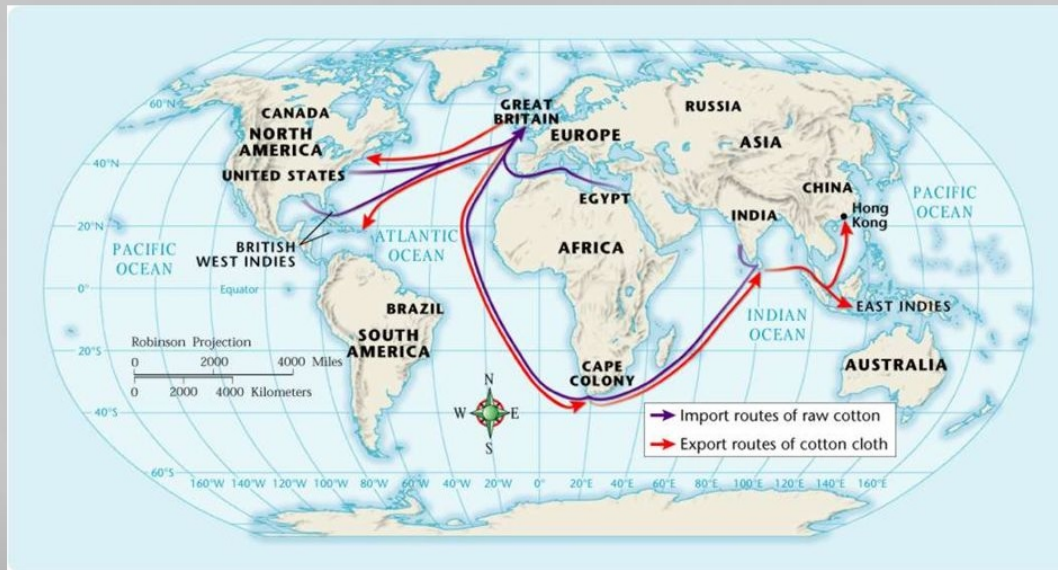 60°N
40°N
20°N
0°
20°S
40°S
60°S
CANADA
NORTH
AMERICA
UNITED STATES
GREAT
BRITAIN
EUROPE
RUSSIA
ASIA
CHINA
Hong
Kong
PACIFIC
OCEAN
EGYPT
INDIA
AFRICA
ATLANTIC
OCEAN
BRITISH
WEST INDIES
PACIFIC
OCEAN
Equator
BRAZIL
SOUTH
AMERICA
INDIAN
OCEAN
EAST INDIES
AUSTRALIA
CAPE
COLONY
Robinson Projection
0 2000 4000 Miles
0 2000 4000 Kilometers
N
W E
S
Import routes of raw cotton
Export routes of cotton cloth
160°W 140°W 120°W 100°W 80°W 60°W 40°W 20°W 0° 20°E 40°E 60°E 80°E 100°E 120°E 140°E 160°E